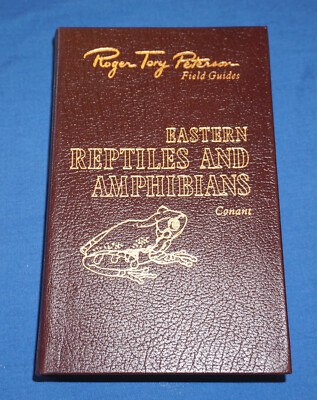 Roger Tory Peterson
Field Guides
EASTERN
REPTILES AND
AMPHIBIANS
Conant